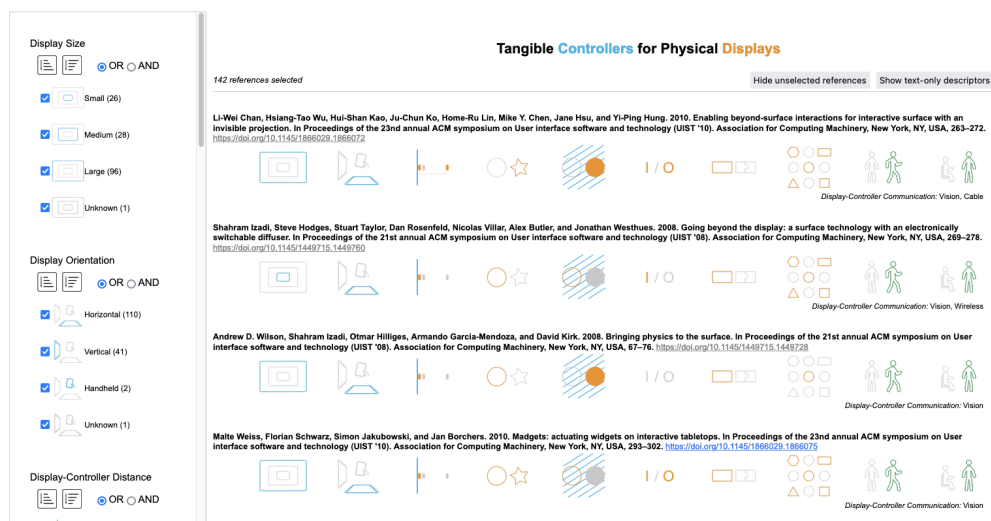 Display Size
OR AND
Small (26)
Medium (28)
Large (96)
Unknown (1)
Display Orientation
OR AND
Horizontal (110)
Vertical (41)
Handheld (2)
Unknown (1)
Display-Controller Distance
OR AND
Tangible Controllers for Physical Displays
142 references selected
Hide unselected references Show text-only descriptors
Li-Wei Chan, Hsiang-Tao Wu, Hui-Shan Kao, Ju-Chun Ko, Home-Ru Lin, Mike Y. Chen, Jane Hsu, and Yi-Ping Hung. 2010. Enabling beyond-surface interactions for interactive surface with an
invisible projection. In Proceedings of the 23nd annual ACM symposium on User interface software and technology (UIST '10). Association for Computing Machinery, New York, NY, USA, 263–272.
https://doi.org/10.1145/1866029.1866072
I / O
Display-Controller Communication: Vision, Cable
Shahram Izadi, Steve Hodges, Stuart Taylor, Dan Rosenfeld, Nicolas Villar, Alex Butler, and Jonathan Westhues. 2008. Going beyond the display: a surface technology with an electronically
switchable diffuser. In Proceedings of the 21st annual ACM symposium on User interface software and technology (UIST '08). Association for Computing Machinery, New York, NY, USA, 269–278.
https://doi.org/10.1145/1449715.1449760
I / O
Display-Controller Communication: Vision, Wireless
Andrew D. Wilson, Shahram Izadi, Otmar Hilliges, Armando Garcia-Mendoza, and David Kirk. 2008. Bringing physics to the surface. In Proceedings of the 21st annual ACM symposium on User
interface software and technology (UIST '08). Association for Computing Machinery, New York, NY, USA, 67–76. https://doi.org/10.1145/1449715.1449728
I / O
Display-Controller Communication: Vision
Malte Weiss, Florian Schwarz, Simon Jakubowski, and Jan Borchers. 2010. Madgets: actuating widgets on interactive tabletops. In Proceedings of the 23nd annual ACM symposium on User
interface software and technology (UIST '10). Association for Computing Machinery, New York, NY, USA, 293–302. https://doi.org/10.1145/1866029.1866075
I / O
Display-Controller Communication: Vision